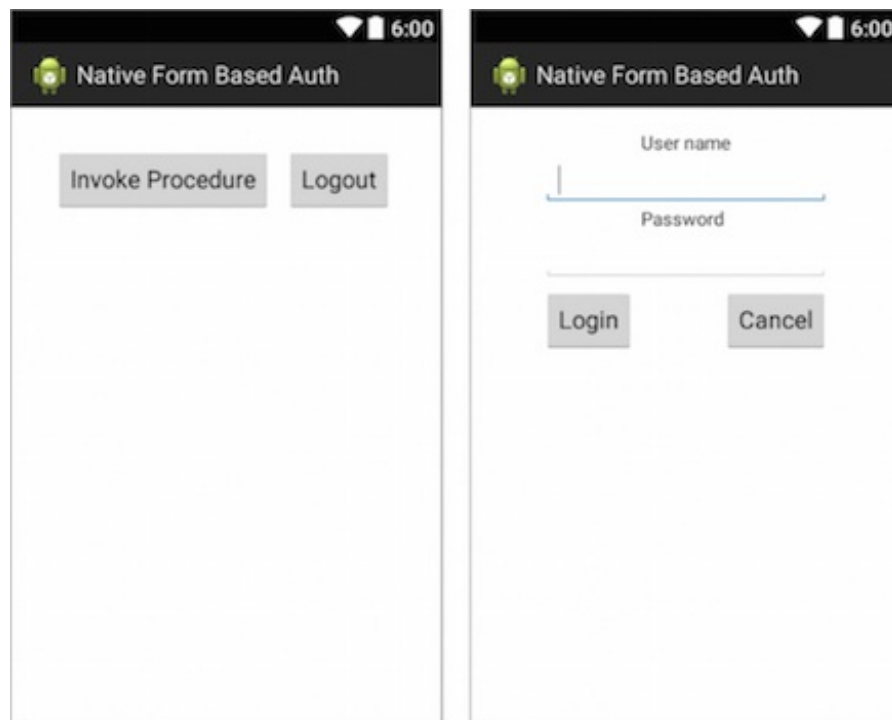 6:00
Native Form Based Auth
Invoke Procedure
Logout
6:00
Native Form Based Auth
User name
Password
Login
Cancel